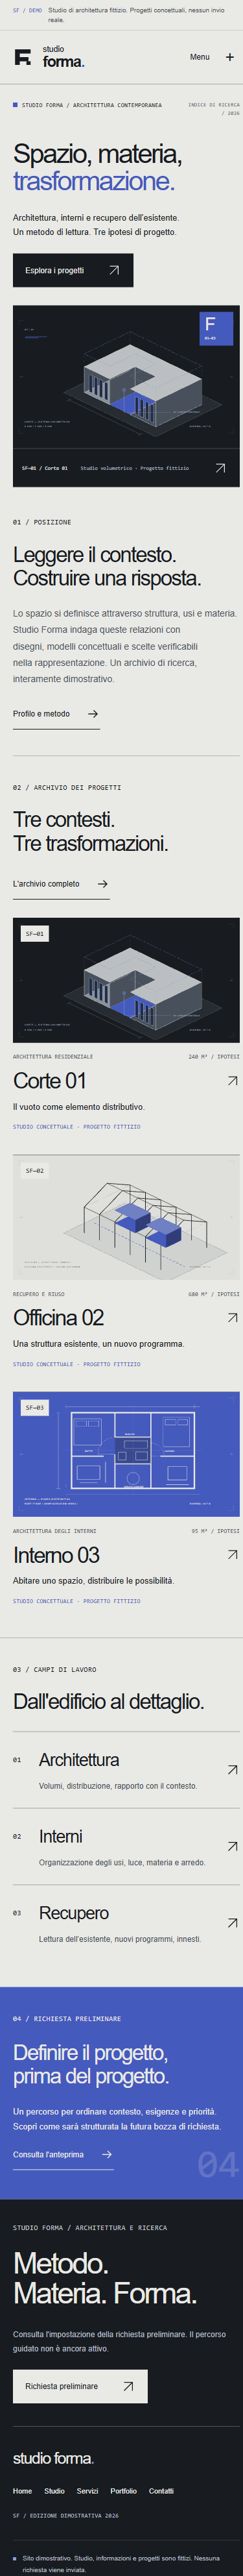 SF / DEMO Studio di architettura fittizio. Progetti concettuali, nessun invio
reale.
studio
forma.
Menu
STUDIO FORMA / ARCHITETTURA CONTEMPORANEA
INDICE DI RICERCA
/ 2026
Spazio, materia,
trasformazione.
Architettura, interni e recupero dell'esistente.
Un metodo di lettura. Tre ipotesi di progetto.
Esplora i progetti
F
SF—01 / Corte 01 Studio volumetrico · Progetto fittizio
01 / POSIZIONE
Leggere il contesto.
Costruire una risposta.
Lo spazio si definisce attraverso struttura, usi e materia.
Studio Forma indaga queste relazioni con
disegni, modelli concettuali e scelte verificabili
nella rappresentazione. Un archivio di ricerca,
interamente dimostrativo.
Profilo e metodo
02 / ARCHIVIO DEI PROGETTI
Tre contesti.
Tre trasformazioni.
L'archivio completo
SF—01
ARCHITETTURA RESIDENZIALE 240 M² / IPOTESI
Corte 01
Il vuoto come elemento distributivo.
STUDIO CONCETTUALE · PROGETTO FITTIZIO
SF—02
RECUPERO E RIUSO 680 M² / IPOTESI
Officina 02
Una struttura esistente, un nuovo programma.
STUDIO CONCETTUALE · PROGETTO FITTIZIO
SF—03
ARCHITETTURA DEGLI INTERNI 95 M² / IPOTESI
Interno 03
Abitare uno spazio, distribuire le possibilità.
STUDIO CONCETTUALE · PROGETTO FITTIZIO
03 / CAMPI DI LAVORO
Dall'edificio al dettaglio.
01 Architettura
Volumi, distribuzione, rapporto con il contesto.
02 Interni
Organizzazione degli usi, luce, materia e arredo.
03 Recupero
Lettura dell'esistente, nuovi programmi, innesti.
04 / RICHIESTA PRELIMINARE
Definire il progetto,
prima del progetto.
Un percorso per ordinare contesto, esigenze e priorità.
Scopri come sarà strutturata la futura bozza di richiesta.
Consulta l'anteprima
04
STUDIO FORMA / ARCHITETTURA E RICERCA
Metodo.
Materia. Forma.
Consulta l'impostazione della richiesta preliminare. Il percorso
guidato non è ancora attivo.
Richiesta preliminare
studio forma.
Home Studio Servizi Portfolio Contatti
SF / EDIZIONE DIMOSTRATIVA 2026
Sito dimostrativo. Studio, informazioni e progetti sono fittizi. Nessuna
richiesta viene inviata.